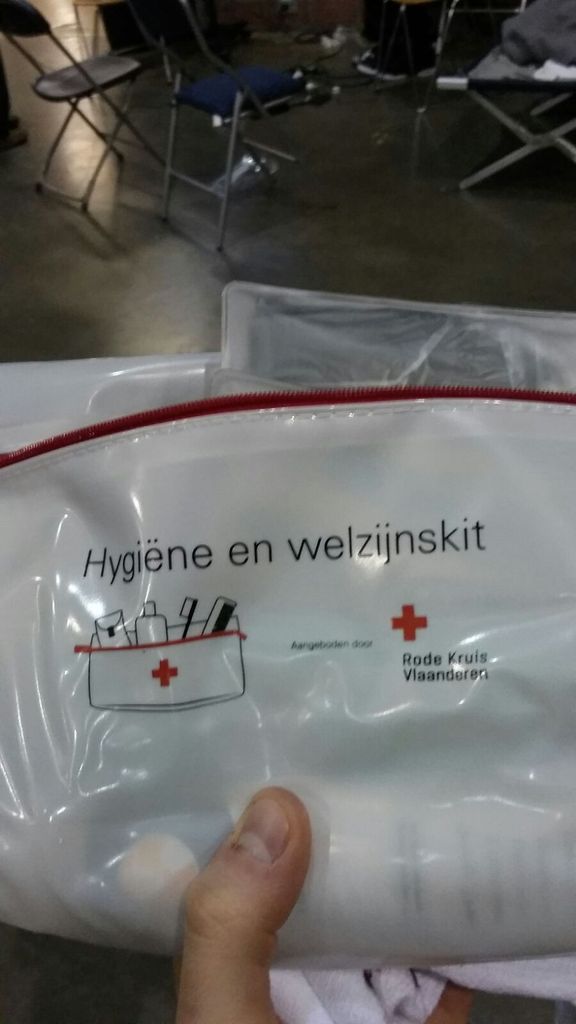 Hygiëne en welzijnskit
Aangeboden door
Rode Kruis
Vlaanderen